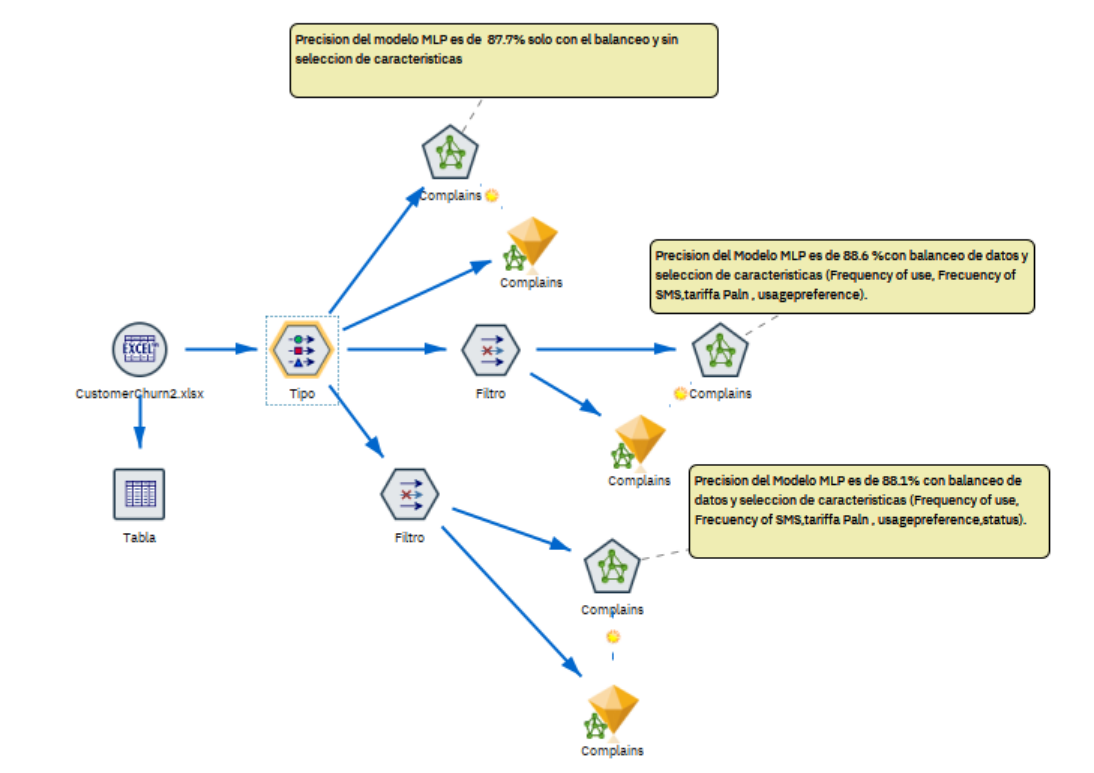 Precision del modelo MLP es de 87.7% solo con el balanceo y sin
seleccion de caracteristicas
Complains
Complains
Precision del Modelo MLP es de 88.6 %con balanceo de datos y
seleccion de caracteristicas (Frequency of use, Frecuency of
SMS,tariffa Paln , usagepreference).
EXCEL
CustomerChurn2.xlsx
Tipo
Filtro
Complains
Complains
Precision del Modelo MLP es de 88.1% con balanceo de
datos y seleccion de caracteristicas (Frequency of use,
Frecuency of SMS,tariffa Paln , usagepreference,status).
Tabla
Filtro
Complains
Complains